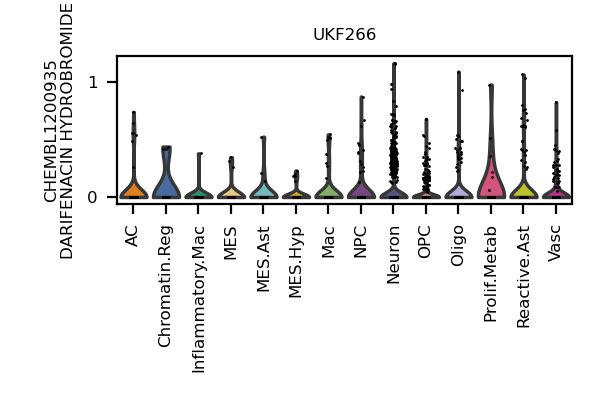 UKF266
CHEMBL1200935
DARIFENACIN HYDROBROMIDE
1
0
AC
Chromatin.Reg
Inflammatory.Mac
MES
MES.Ast
MES.Hyp
Mac
NPC
Neuron
OPC
Oligo
Prolif.Metab
Reactive.Ast
Vasc